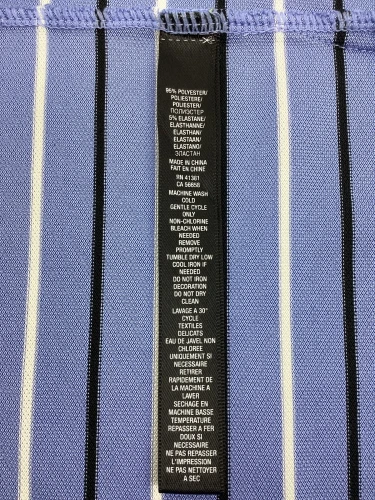 95% POLYESTER/
POLIESTERE/
POLIESTER/
ПОЛИЭСТЕР
5% ELASTANE/
ELASTHANNE/
ELASTHAN/
ELASTAAN/
ELASTANO/
ЭЛАСТАН
MADE IN CHINA
FAIT EN CHINE
RN 41381
CA 56658
MACHINE WASH
COLD
GENTLE CYCLE
ONLY
NON-CHLORINE
BLEACH WHEN
NEEDED
REMOVE
PROMPTLY
TUMBLE DRY LOW
COOL IRON IF
NEEDED
DO NOT IRON
DECORATION
DO NOT DRY
CLEAN
LAVAGE A 30°
CYCLE
TEXTILES
DELICATS
EAU DE JAVEL NON
CHLOREE
UNIQUEMENT SI
NECESSAIRE
RETIRER
RAPIDEMENT DE
LA MACHINE A
LAVER
SECHAGE EN
MACHINE BASSE
TEMPERATURE
REPASSER A FER
DOUX SI
NECESSAIRE
NE PAS REPASSER
L'IMPRESSION
NE PAS NETTOYER
A SEC